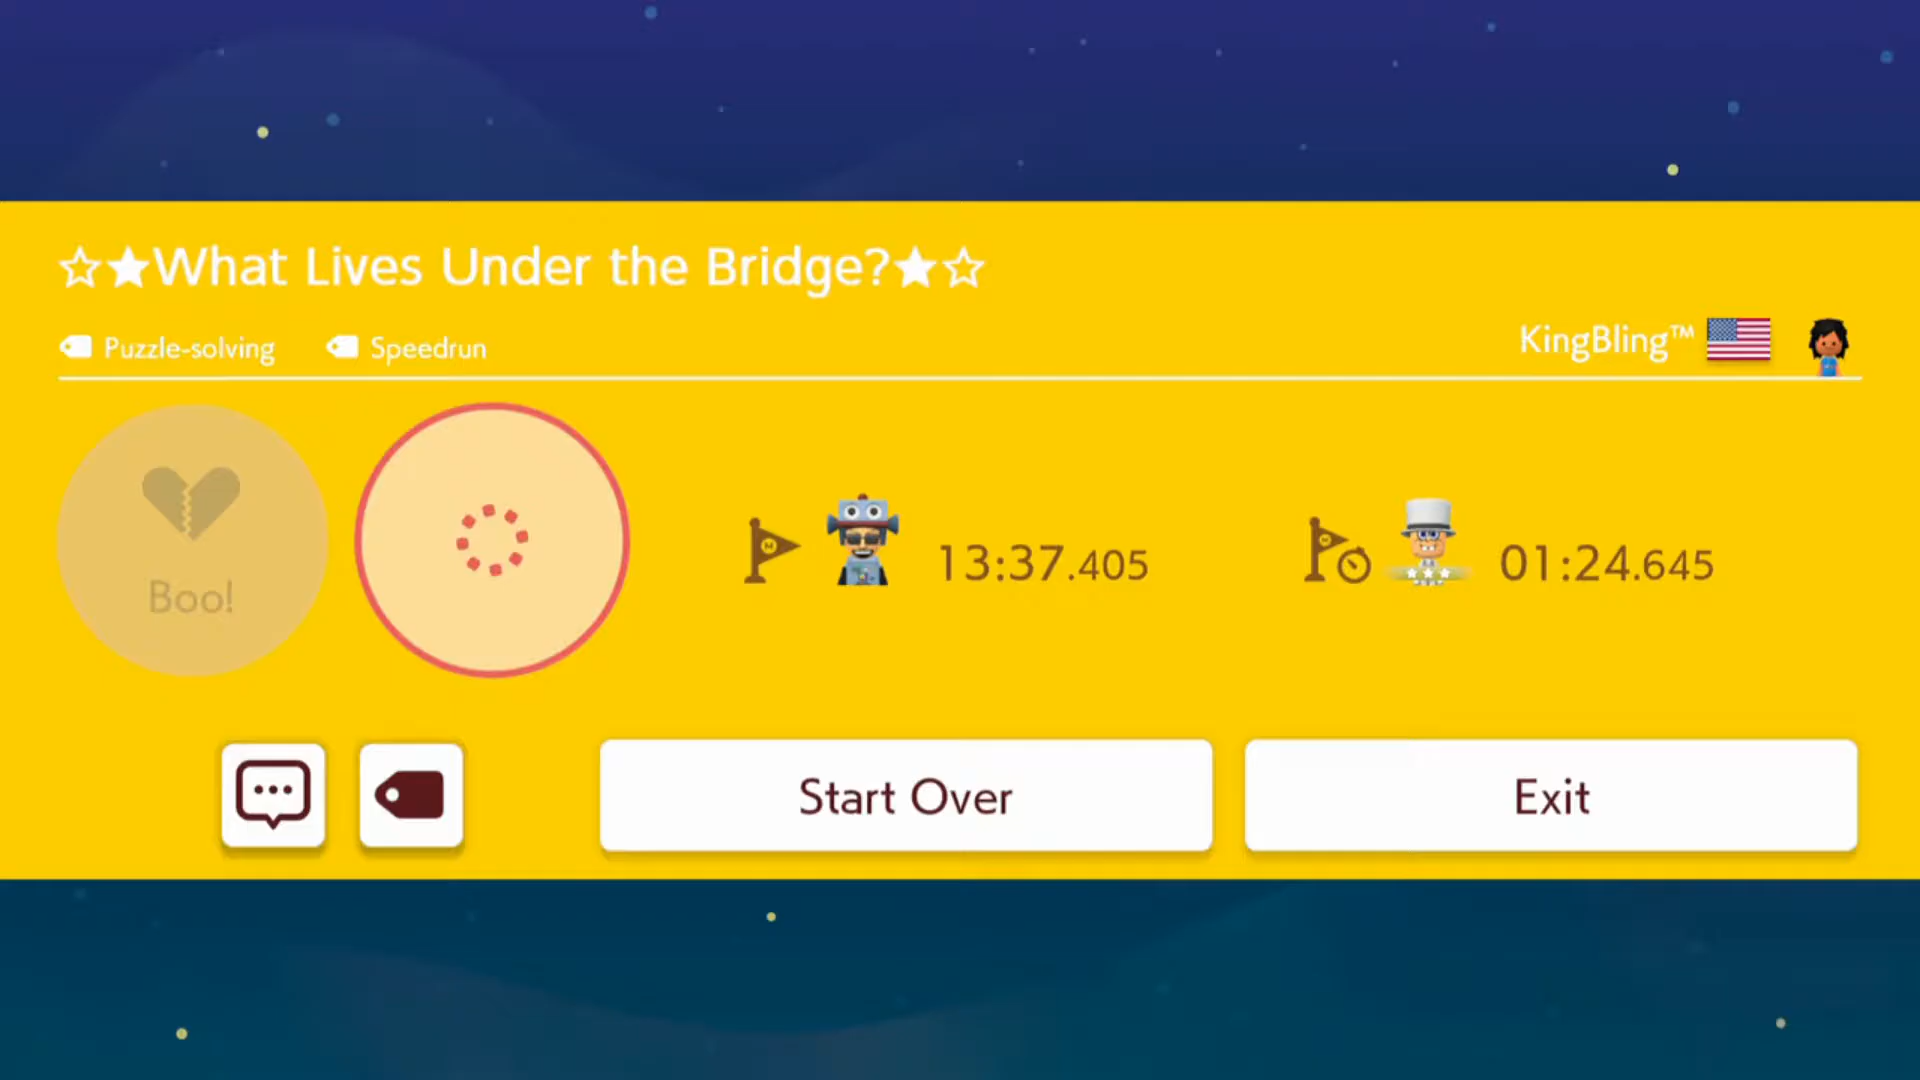 ☆★What Lives Under the Bridge?★☆
Puzzle-solving Speedrun
KingBling™
Boo!
13:37.405
01:24.645
Start Over
Exit